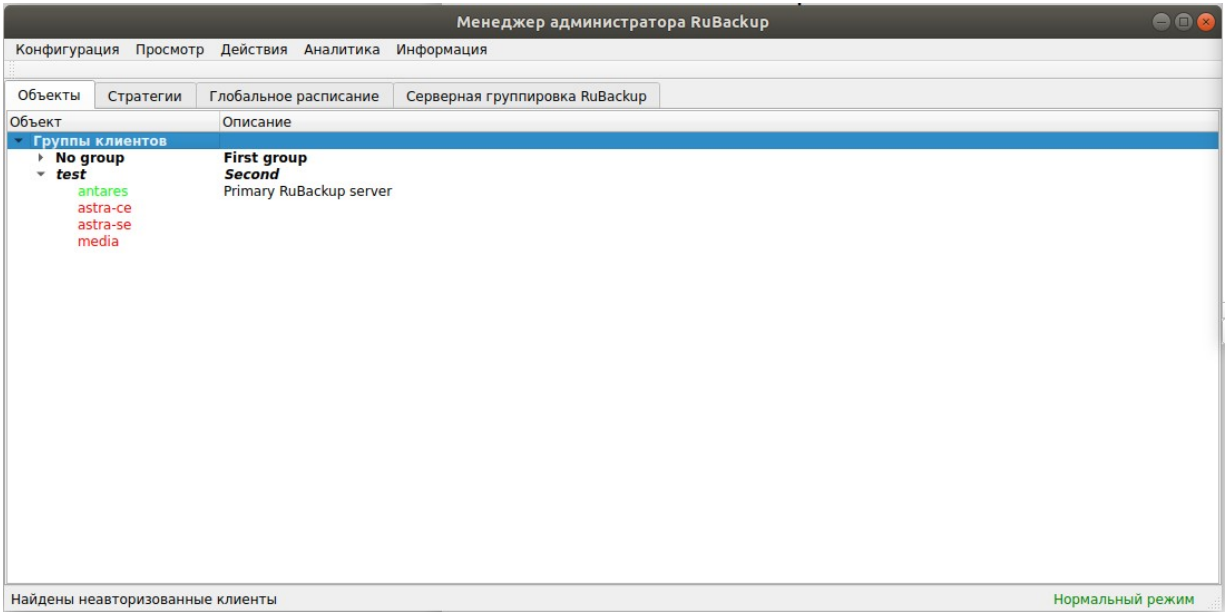 Менеджер администратора RuBackup
Конфигурация Просмотр Действия Аналитика Информация
Объекты Стратегии Глобальное расписание Серверная группировка RuBackup
Объект Описание
Группы клиентов
No group First group
test Second
antares Primary RuBackup server
astra-ce
astra-se
media
Найдены неавторизованные клиенты Нормальный режим